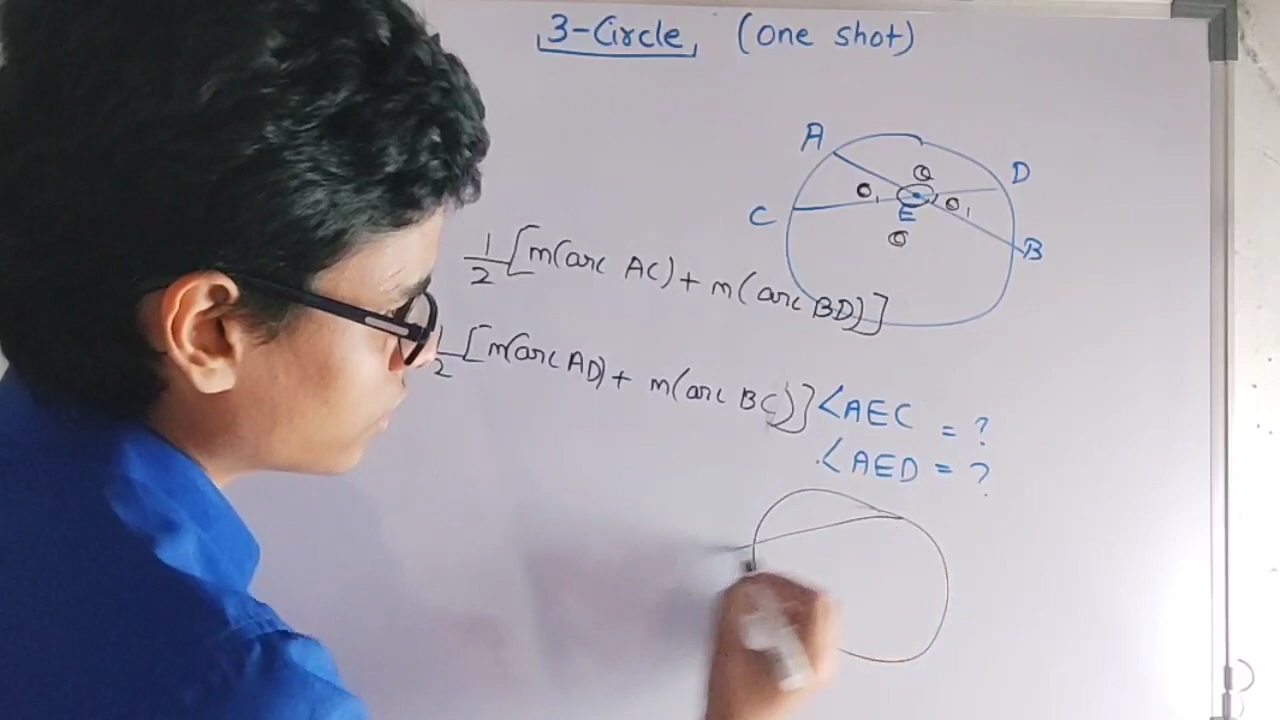 3-Circle (one shot)
A
D
C
E
B
1/2 [m(arc AC) + m(arc BD)]
1/2 [m(arc AD) + m(arc BC)]
<AEC = ?
<AED = ?